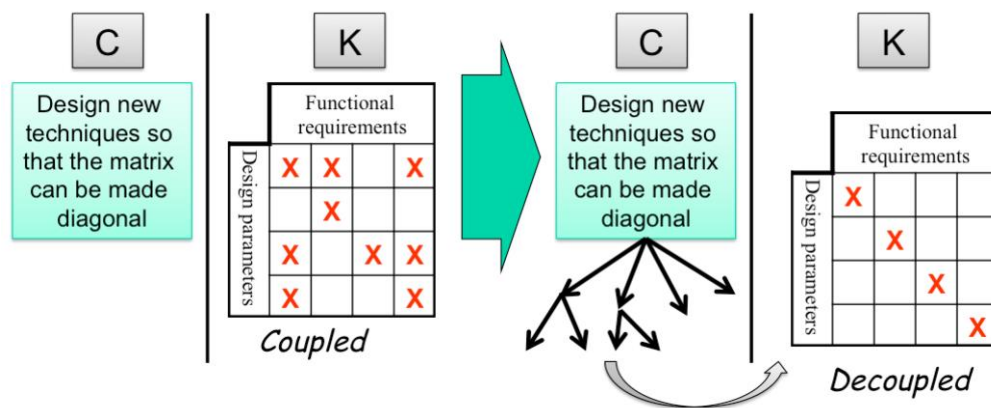 C
K
Design new
techniques so
that the matrix
can be made
diagonal
Functional
requirements
Design parameters
X X X
X
X X X
X X
Coupled
C
K
Design new
techniques so
that the matrix
can be made
diagonal
Functional
requirements
Design parameters
X
X
X
X
Decoupled